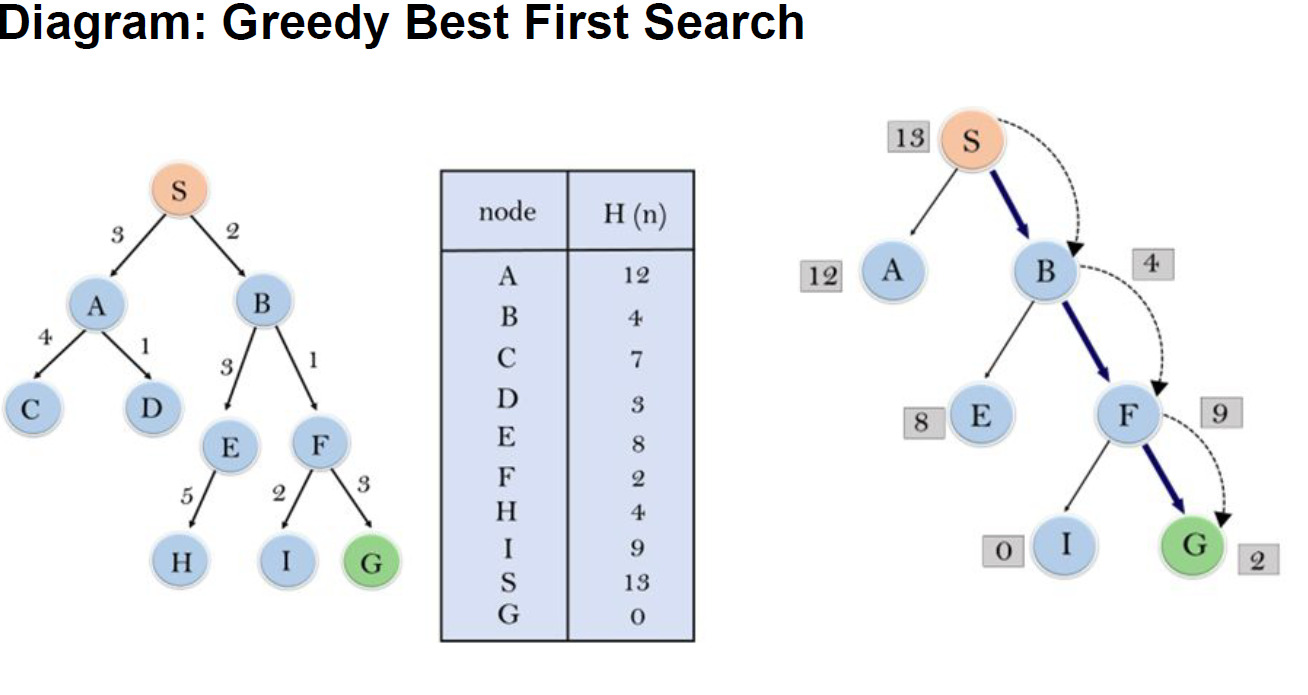 Diagram: Greedy Best First Search
S
3 2
A B
4 1 3 1
C D
E F
5 2 3
H I G
node H (n)
A 12
B 4
C 7
D 3
E 8
F 2
H 4
I 9
S 13
G 0
13 S
12 A B 4
8 E F 9
0 I G 2